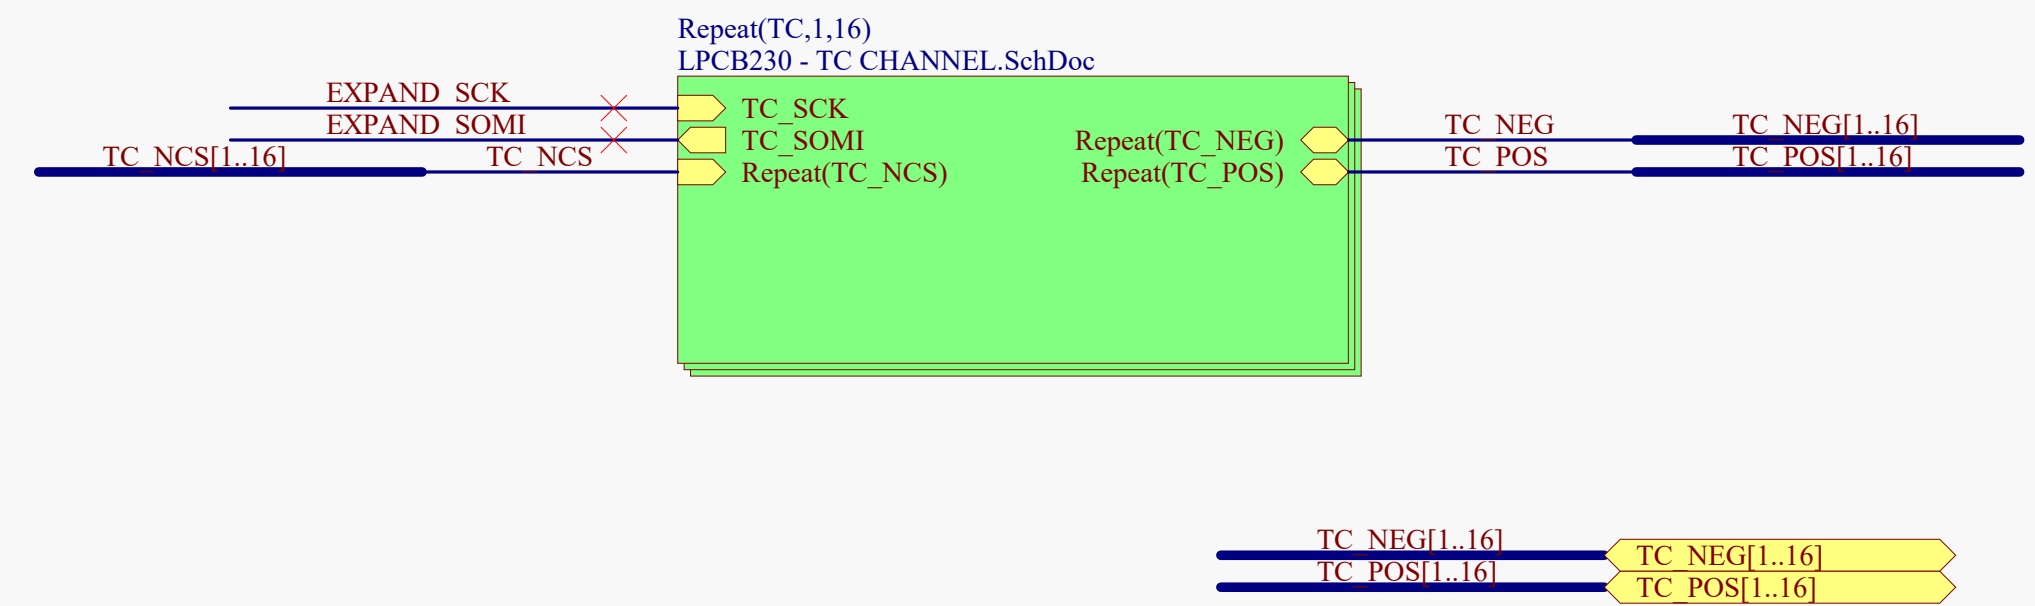 Repeat(TC,1,16)
LPCB230 - TC CHANNEL.SchDoc
EXPAND_SCK
TC_SCK
EXPAND_SOMI
TC_SOMI
Repeat(TC_NEG)
TC_NEG
TC_NEG[1..16]
TC_NCS[1..16]
TC_NCS
Repeat(TC_NCS)
Repeat(TC_POS)
TC_POS
TC_POS[1..16]
TC_NEG[1..16]
TC_NEG[1..16]
TC_POS[1..16]
TC_POS[1..16]